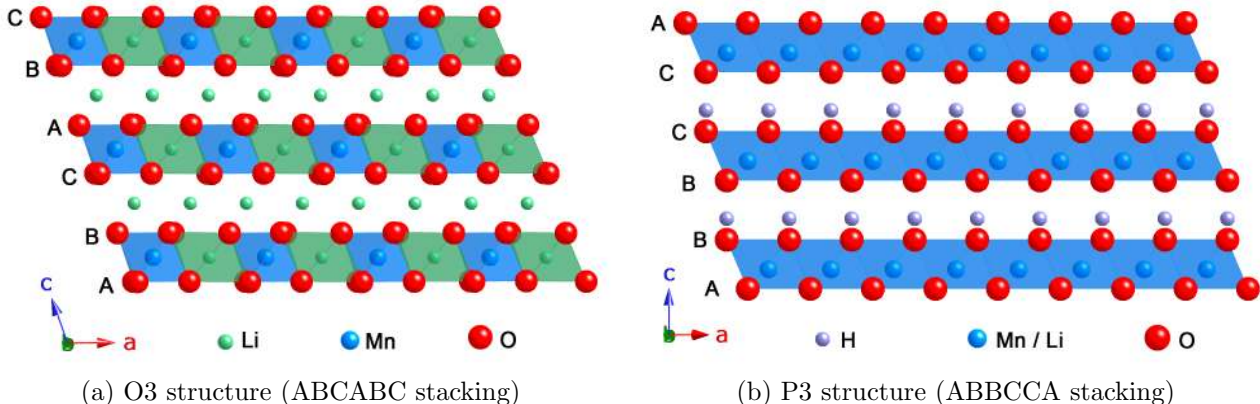 C
B
A
C
B
A
c
a
Li
Mn
O
(a) O3 structure (ABCABC stacking)
A
C
C
B
B
A
c
a
H
Mn / Li
O
(b) P3 structure (ABBCCA stacking)